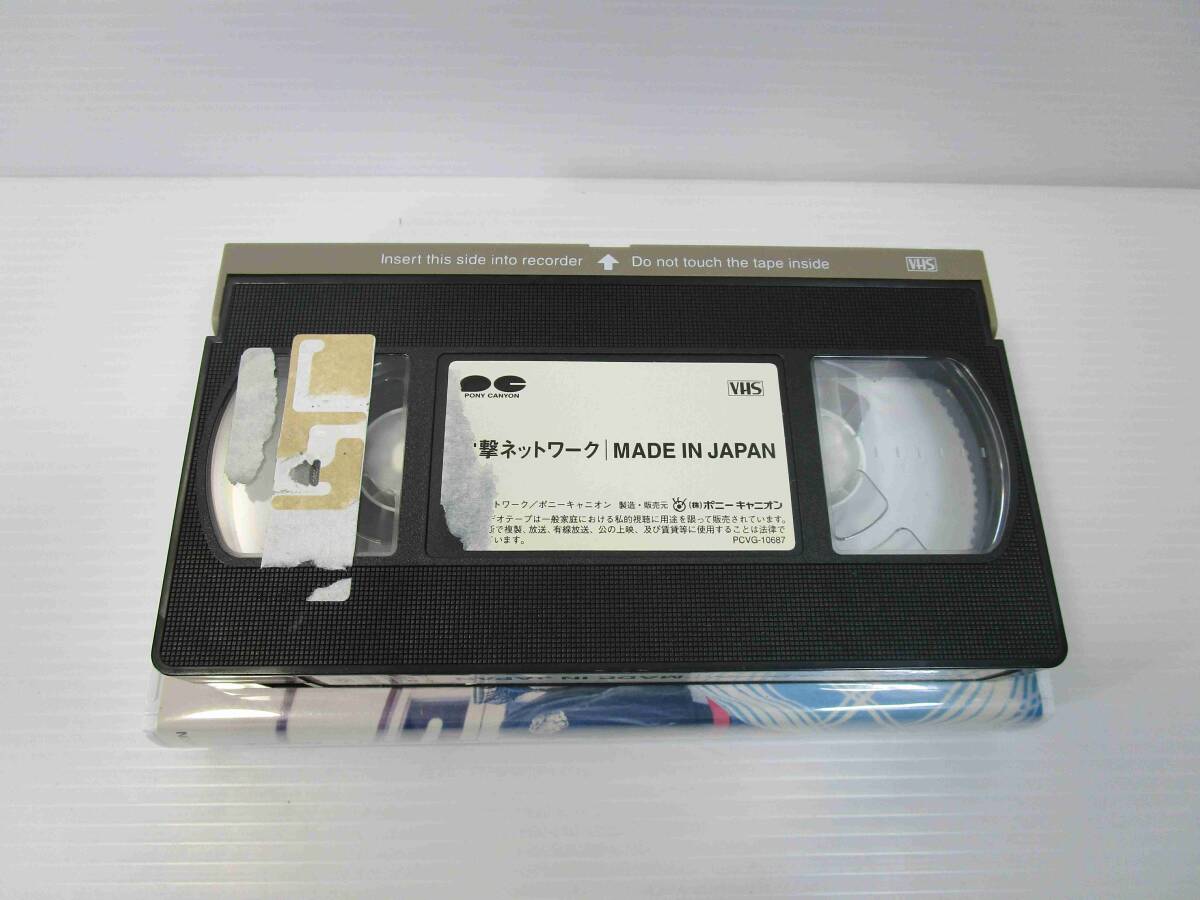 Insert this side into recorder Do not touch the tape inside VHS
PONY CANYON VHS
撃ネットワーク|MADE IN JAPAN
トワーク/ポニーキャニオン 製造・販売元 (株)ポニーキャニオン
デオテープは一般家庭における私的視聴に用途を限って販売されています。
で複製、放送、有線放送、公の上映、及び賃貸等に使用することは法律で
います。 PCVG-10687
MADE IN JAPAN